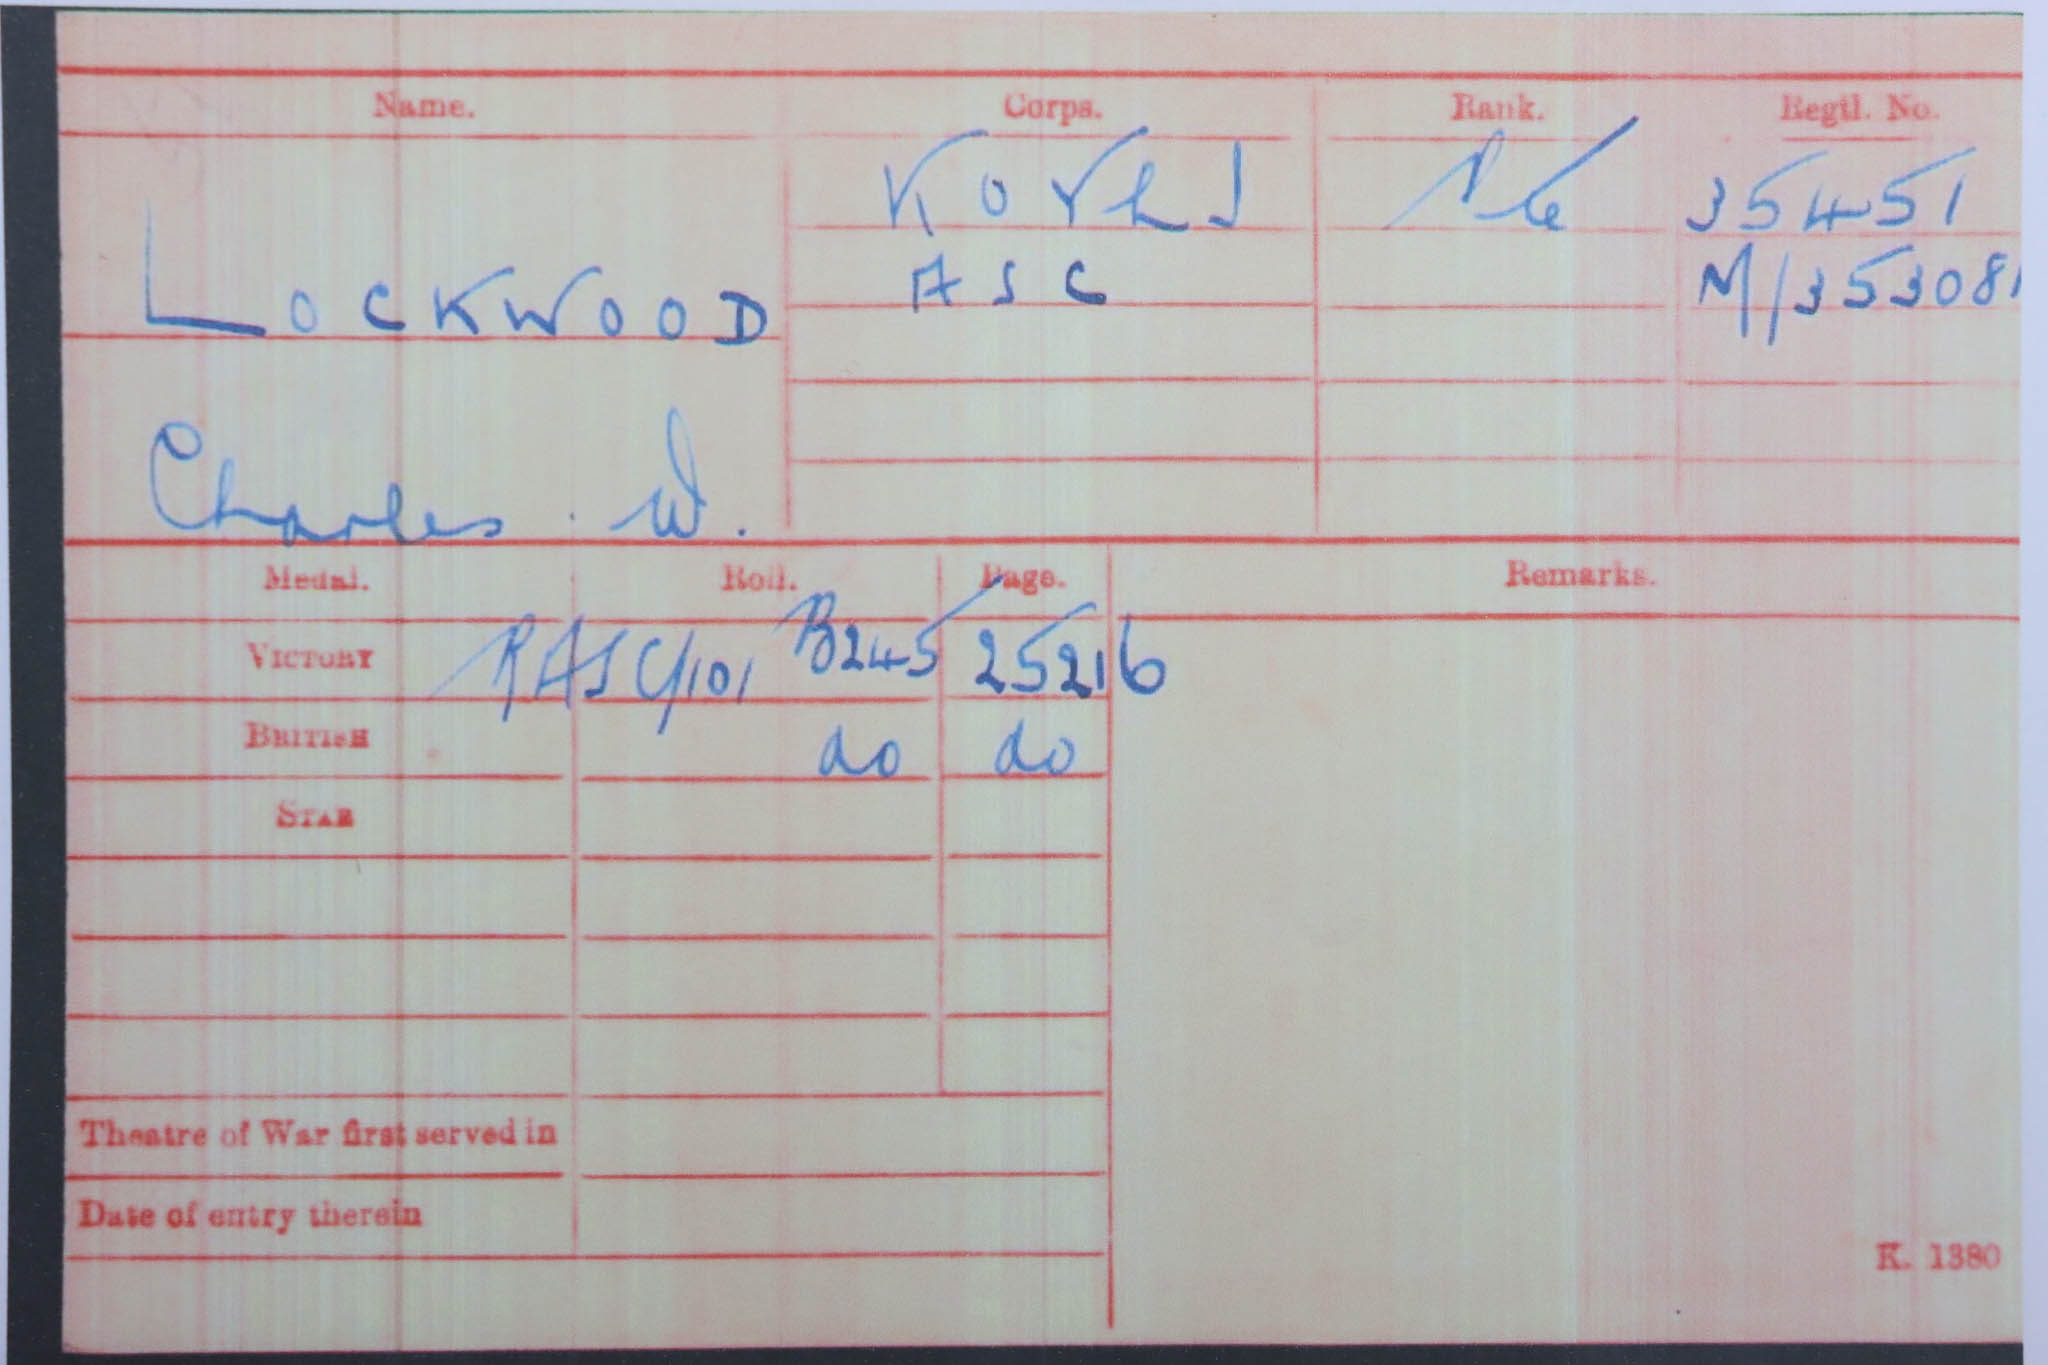 Name. Corps. Rank. Regtl. No.
K O Y L I Pte 35451
A S C M/353081
LOCKWOOD
Charles . W.
Medal. Roll. Page. Remarks.
VICTORY RASC/101 B245 25216
BRITISH do do
STAR
Theatre of War first served in
Date of entry therein
K. 1380